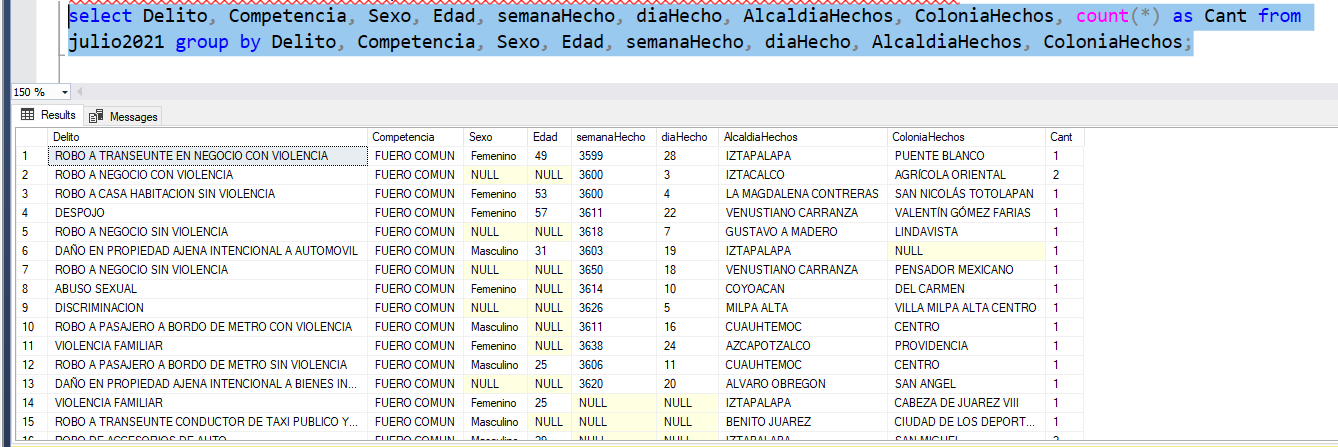 select Delito, Competencia, Sexo, Edad, semanaHecho, diaHecho, AlcaldiaHechos, ColoniaHechos, count(*) as Cant from
julio2021 group by Delito, Competencia, Sexo, Edad, semanaHecho, diaHecho, AlcaldiaHechos, ColoniaHechos;
150 %
Results Messages
Delito Competencia Sexo Edad semanaHecho diaHecho AlcaldiaHechos ColoniaHechos Cant
1 ROBO A TRANSEUNTE EN NEGOCIO CON VIOLENCIA FUERO COMUN Femenino 49 3599 28 IZTAPALAPA PUENTE BLANCO 1
2 ROBO A NEGOCIO CON VIOLENCIA FUERO COMUN NULL NULL 3600 3 IZTACALCO AGRÍCOLA ORIENTAL 2
3 ROBO A CASA HABITACION SIN VIOLENCIA FUERO COMUN Femenino 53 3600 4 LA MAGDALENA CONTRERAS SAN NICOLÁS TOTOLAPAN 1
4 DESPOJO FUERO COMUN Femenino 57 3611 22 VENUSTIANO CARRANZA VALENTÍN GÓMEZ FARIAS 1
5 ROBO A NEGOCIO SIN VIOLENCIA FUERO COMUN NULL NULL 3618 7 GUSTAVO A MADERO LINDAVISTA 1
6 DAÑO EN PROPIEDAD AJENA INTENCIONAL A AUTOMOVIL FUERO COMUN Masculino 31 3603 19 IZTAPALAPA NULL 1
7 ROBO A NEGOCIO SIN VIOLENCIA FUERO COMUN NULL NULL 3650 18 VENUSTIANO CARRANZA PENSADOR MEXICANO 1
8 ABUSO SEXUAL FUERO COMUN Femenino NULL 3614 10 COYOACAN DEL CARMEN 1
9 DISCRIMINACION FUERO COMUN NULL NULL 3626 5 MILPA ALTA VILLA MILPA ALTA CENTRO 1
10 ROBO A PASAJERO A BORDO DE METRO CON VIOLENCIA FUERO COMUN Masculino NULL 3611 16 CUAUHTEMOC CENTRO 1
11 VIOLENCIA FAMILIAR FUERO COMUN Femenino NULL 3638 24 AZCAPOTZALCO PROVIDENCIA 1
12 ROBO A PASAJERO A BORDO DE METRO SIN VIOLENCIA FUERO COMUN Masculino 25 3606 11 CUAUHTEMOC CENTRO 1
13 DAÑO EN PROPIEDAD AJENA INTENCIONAL A BIENES IN... FUERO COMUN NULL NULL 3620 20 ALVARO OBREGON SAN ANGEL 1
14 VIOLENCIA FAMILIAR FUERO COMUN Femenino 25 NULL NULL IZTAPALAPA CABEZA DE JUAREZ VIII 1
15 ROBO A TRANSEUNTE CONDUCTOR DE TAXI PUBLICO Y... FUERO COMUN Masculino NULL NULL NULL BENITO JUAREZ CIUDAD DE LOS DEPORT... 1
16 ROBO DE ACCESORIOS DE AUTO FUERO COMUN Masculino NULL NULL IZTAPALAPA SAN MIGUEL